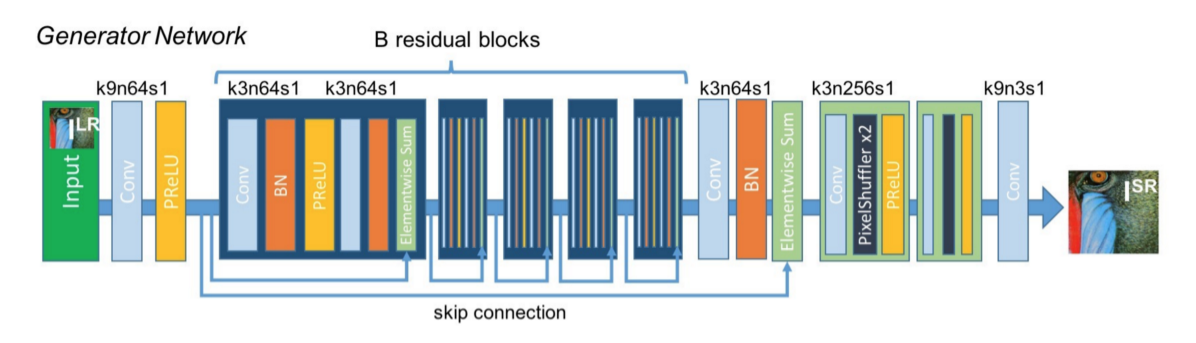 Generator Network
B residual blocks
k9n64s1
k3n64s1
k3n64s1
k3n64s1
k3n256s1
k9n3s1
I LR
Input
Conv
PReLU
Conv
BN
PReLU
Elementwise Sum
Conv
BN
Elementwise Sum
Conv
PixelShuffler x2
PReLU
Conv
I SR
skip connection